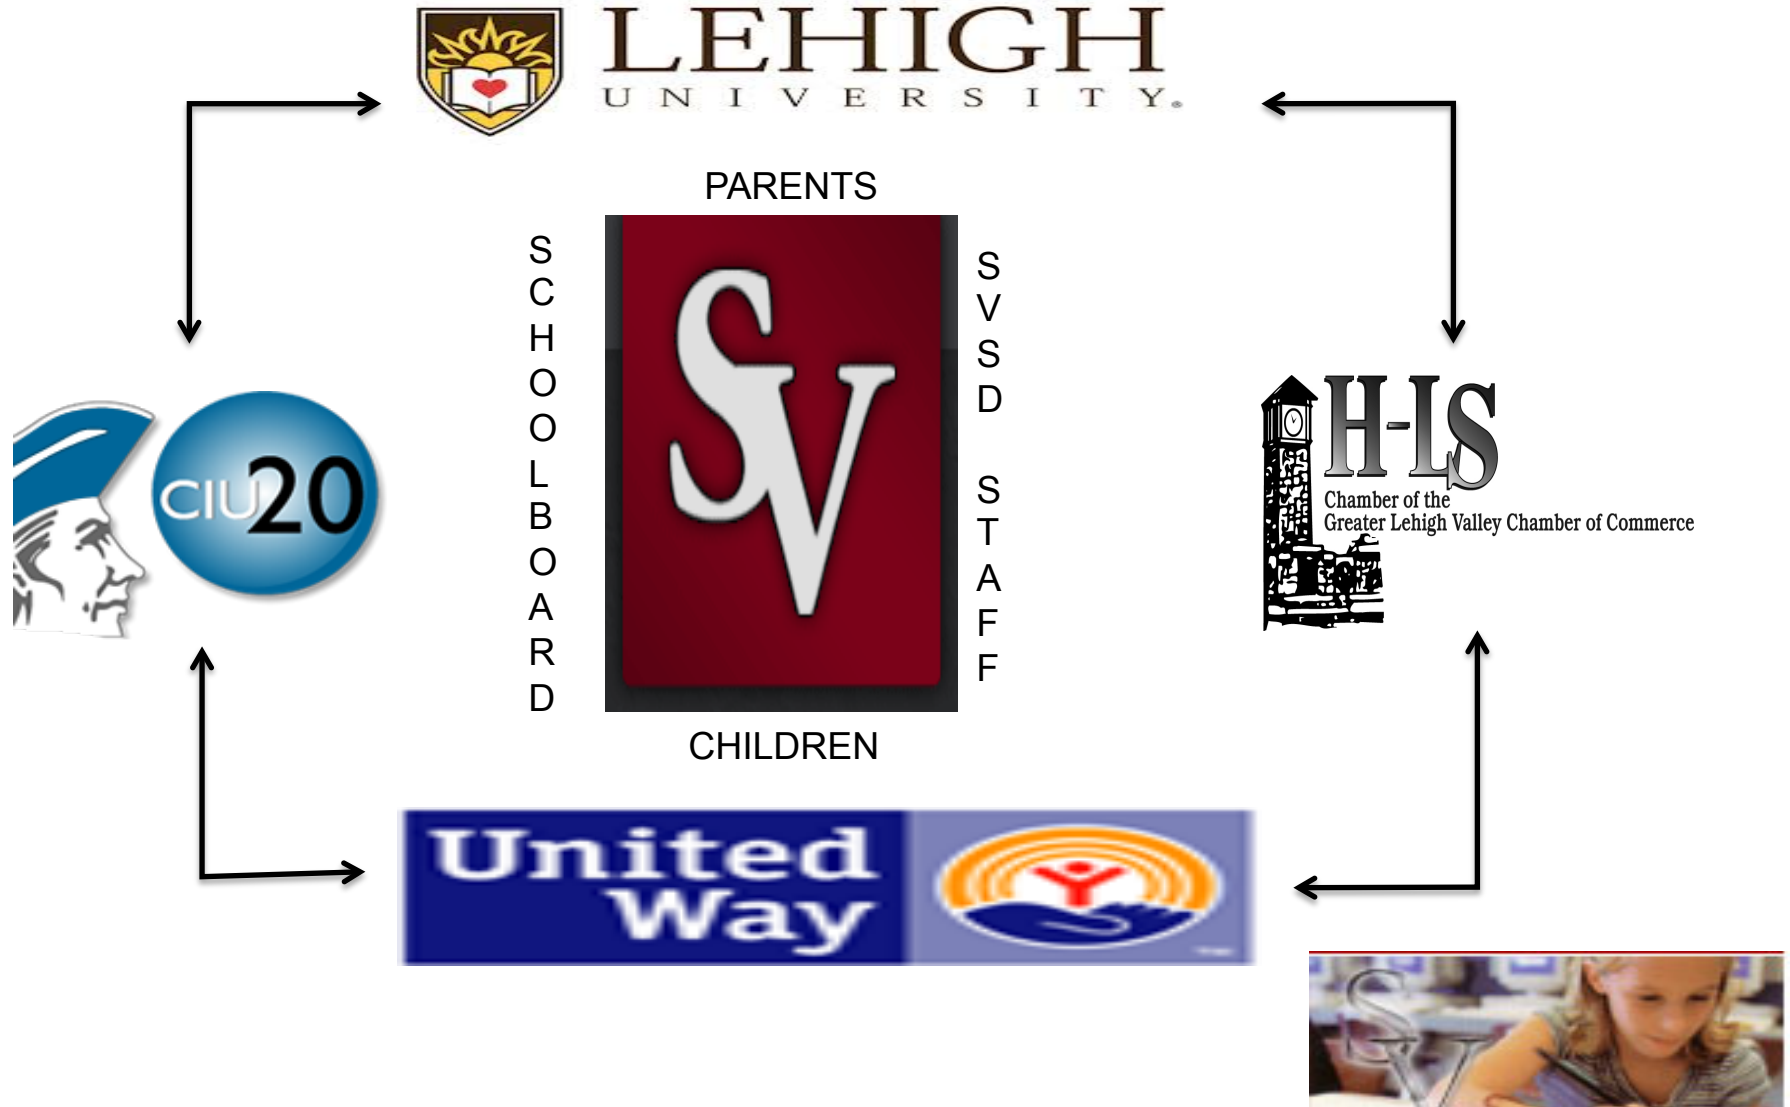 LEHIGH
UNIVERSITY
PARENTS
SCHOOLBOARD
SV
SVSD STAFF
CIU20
H-LS
Chamber of the
Greater Lehigh Valley Chamber of Commerce
CHILDREN
United
Way
SV